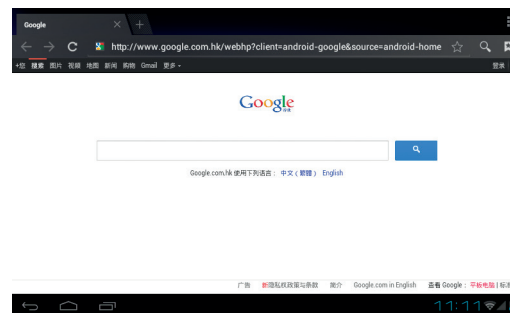 Google
http://www.google.com.hk/webhp?client=android-google&source=android-home
+您 搜索 图片 视频 地图 新闻 购物 Gmail 更多 登录
Google
Google.com.hk 使用下列语言： 中文 (繁體) English
广告 新隐私权政策与条款 简介 Google.com in English 查看 Google： 平板电脑 |
11:11